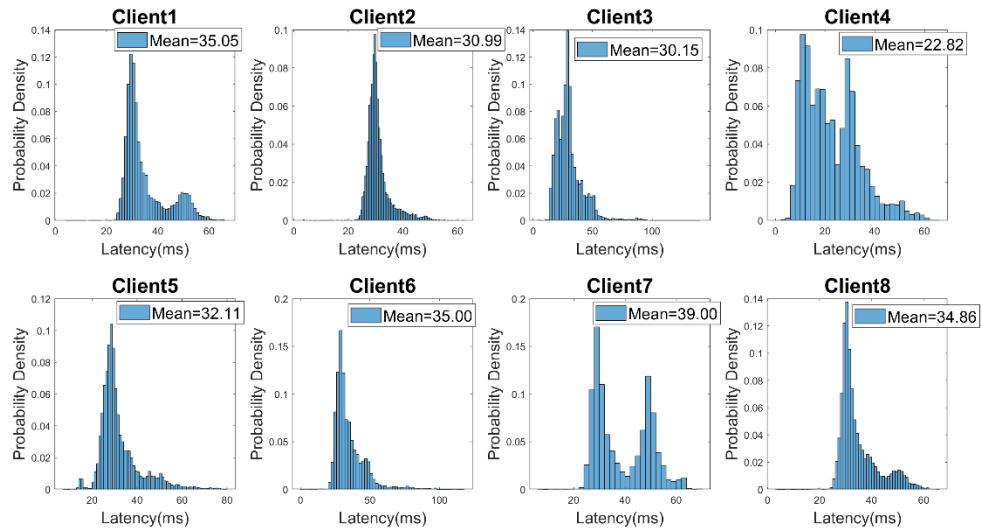 Client1
Mean=35.05
0.14
0.12
0.1
0.08
0.06
0.04
0.02
0
Probability Density
0 20 40 60
Latency(ms)
Client2
Mean=30.99
0.1
0.08
0.06
0.04
0.02
0
Probability Density
0 20 40 60
Latency(ms)
Client3
Mean=30.15
0.14
0.12
0.1
0.08
0.06
0.04
0.02
0
Probability Density
0 50 100
Latency(ms)
Client4
Mean=22.82
0.1
0.08
0.06
0.04
0.02
0
Probability Density
0 20 40 60
Latency(ms)
Client5
Mean=32.11
0.12
0.1
0.08
0.06
0.04
0.02
0
Probability Density
20 40 60 80
Latency(ms)
Client6
Mean=35.00
0.2
0.15
0.1
0.05
0
Probability Density
0 50 100
Latency(ms)
Client7
Mean=39.00
0.2
0.15
0.1
0.05
0
Probability Density
20 40 60
Latency(ms)
Client8
Mean=34.86
0.14
0.12
0.1
0.08
0.06
0.04
0.02
0
Probability Density
0 20 40 60
Latency(ms)